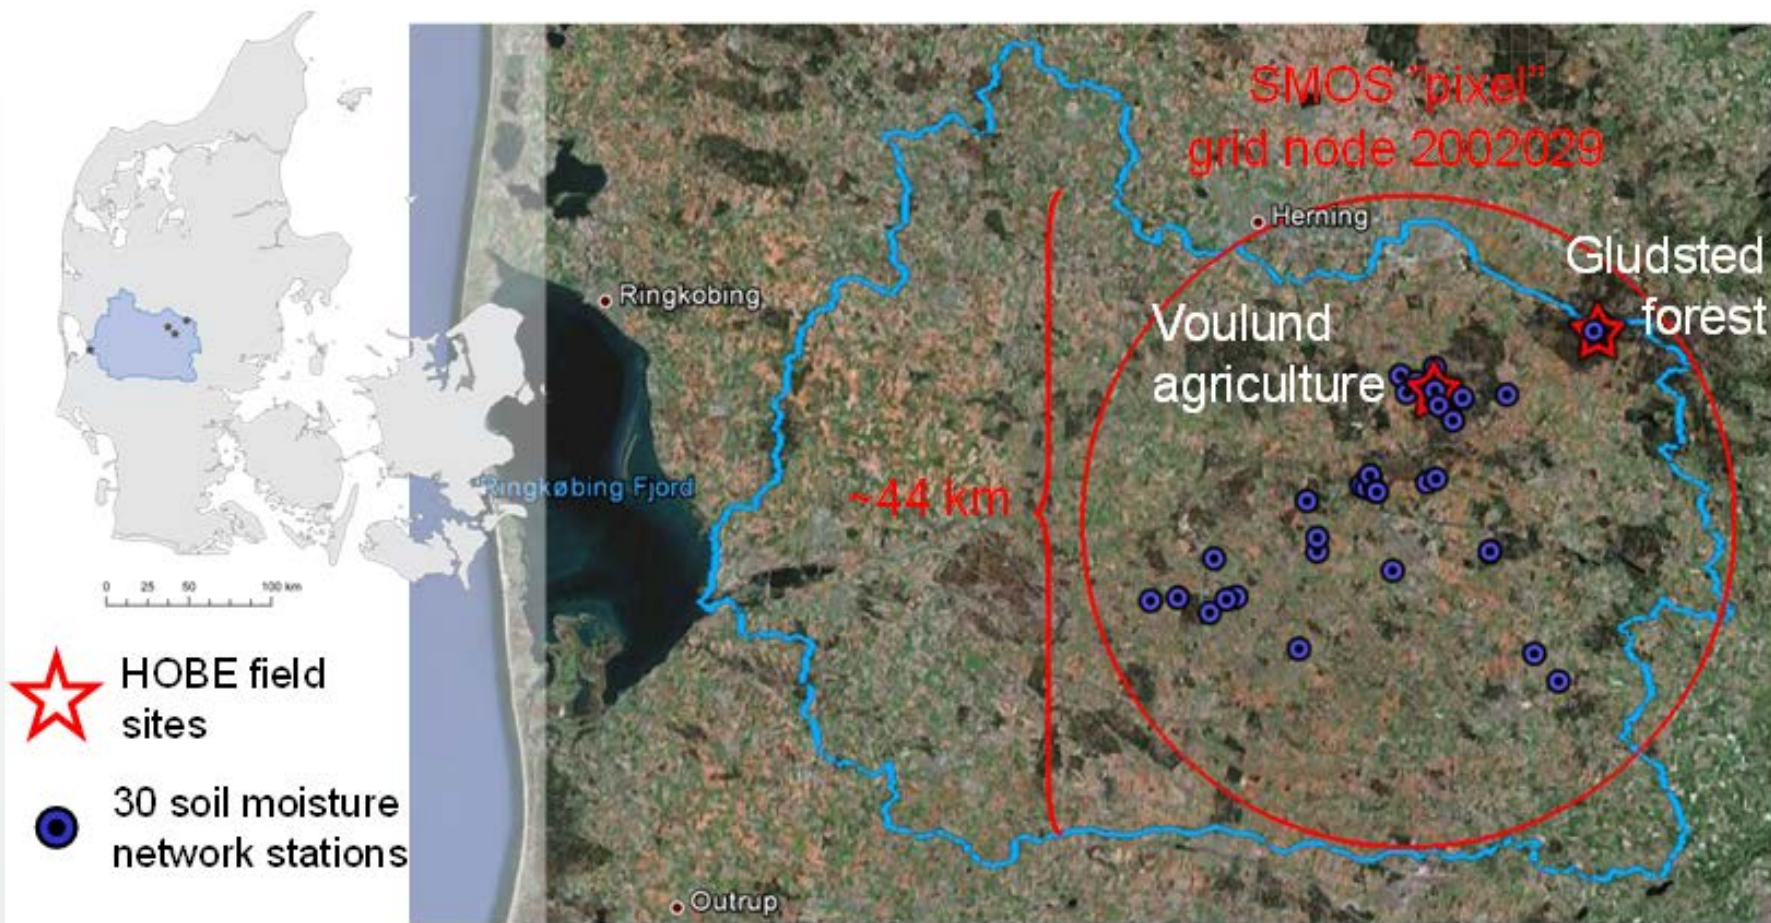 SMOS "pixel"
grid node 2002029
Herning
Gludsted
forest
Ringkobing
Voulund
agriculture
~44 km
Ringkøbing Fjord
0 25 50 100 km
HOBE field
sites
30 soil moisture
network stations
Outrup